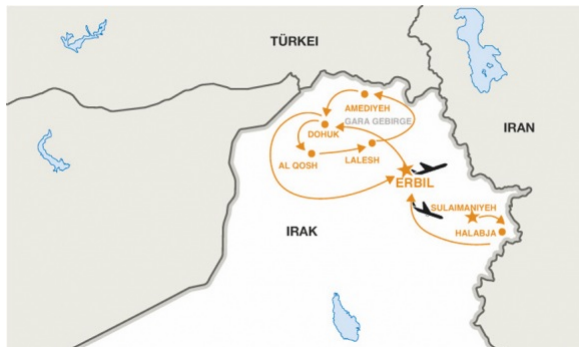 TÜRKEI
AMEDIYEH
GARA GEBIRGE
DOHUK
IRAN
AL QOSH
LALESH
ERBIL
SULAIMANIYEH
IRAK
HALABJA